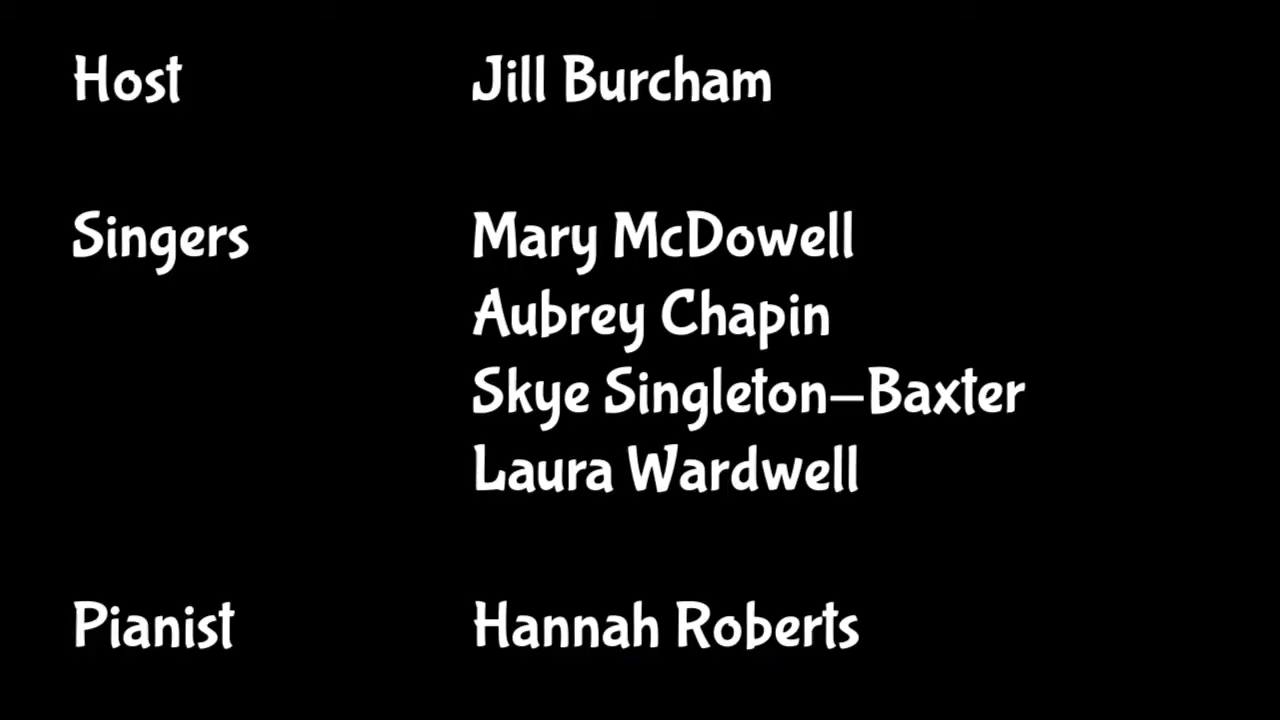 Host Jill Burcham
Singers Mary McDowell
Aubrey Chapin
Skye Singleton-Baxter
Laura Wardwell
Pianist Hannah Roberts